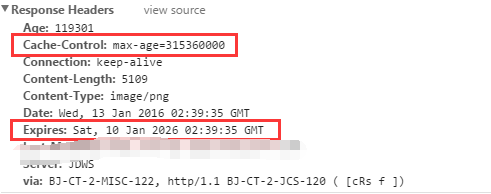 Response Headers view source
Age: 119301
Cache-Control: max-age=315360000
Connection: keep-alive
Content-Length: 5109
Content-Type: image/png
Date: Wed, 13 Jan 2016 02:39:35 GMT
Expires: Sat, 10 Jan 2026 02:39:35 GMT
Server: JDWS
via: BJ-CT-2-MISC-122, http/1.1 BJ-CT-2-JCS-120 ( [cRs f ])